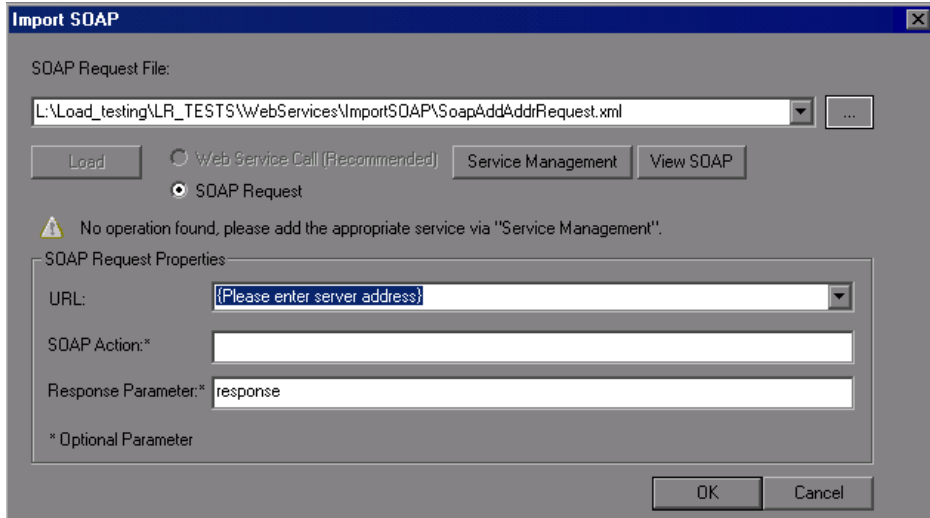 Import SOAP
SOAP Request File:
L:\Load_testing\LR_TESTS\WebServices\ImportSOAP\SoapAddAddrRequest.xml
...
Load
Web Service Call (Recommended)
Service Management
View SOAP
SOAP Request
No operation found, please add the appropriate service via "Service Management".
SOAP Request Properties
URL:
{Please enter server address}
SOAP Action:*
Response Parameter:*
response
* Optional Parameter
OK
Cancel